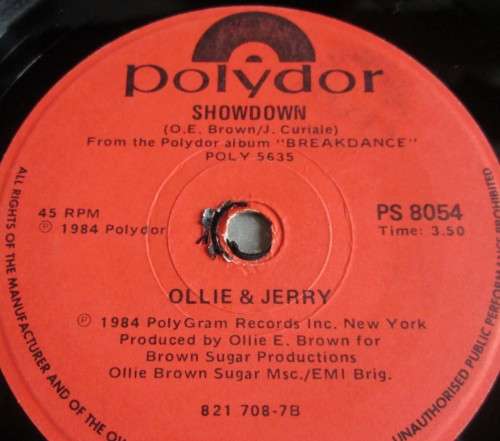 polydor
SHOWDOWN
(O.E. Brown/J. Curiale)
From the Polydor album "BREAKDANCE"
POLY 5635
45 RPM
℗ 1984 Polydor
PS 8054
Time: 3.50
OLLIE & JERRY
℗ 1984 PolyGram Records Inc. New York
Produced by Ollie E. Brown for
Brown Sugar Productions
Ollie Brown Sugar Msc./EMI Brig.
821 708-7B
ALL RIGHTS OF THE MANUFACTURER AND OF THE
UNAUTHORISED PUBLIC